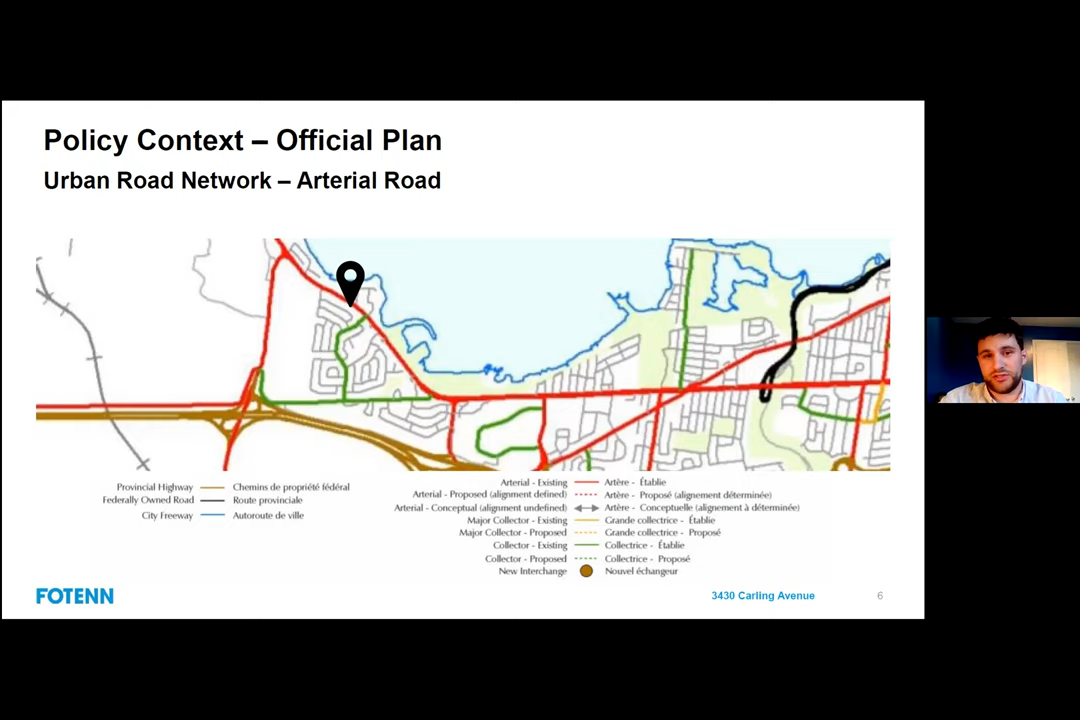 Policy Context – Official Plan
Urban Road Network – Arterial Road
Provincial Highway Chemins de propriété fédéral
Federally Owned Road Route provinciale
City Freeway Autoroute de ville
Arterial - Existing Artère - Établie
Arterial - Proposed (alignment defined) Artère - Proposé (alignement déterminée)
Arterial - Conceptual (alignment undefined) Artère - Conceptuelle (alignement à déterminée)
Major Collector - Existing Grande collectrice - Établie
Major Collector - Proposed Grande collectrice - Proposé
Collector - Existing Collectrice - Établie
Collector - Proposed Collectrice - Proposé
New Interchange Nouvel échangeur
FOTENN 3430 Carling Avenue 6